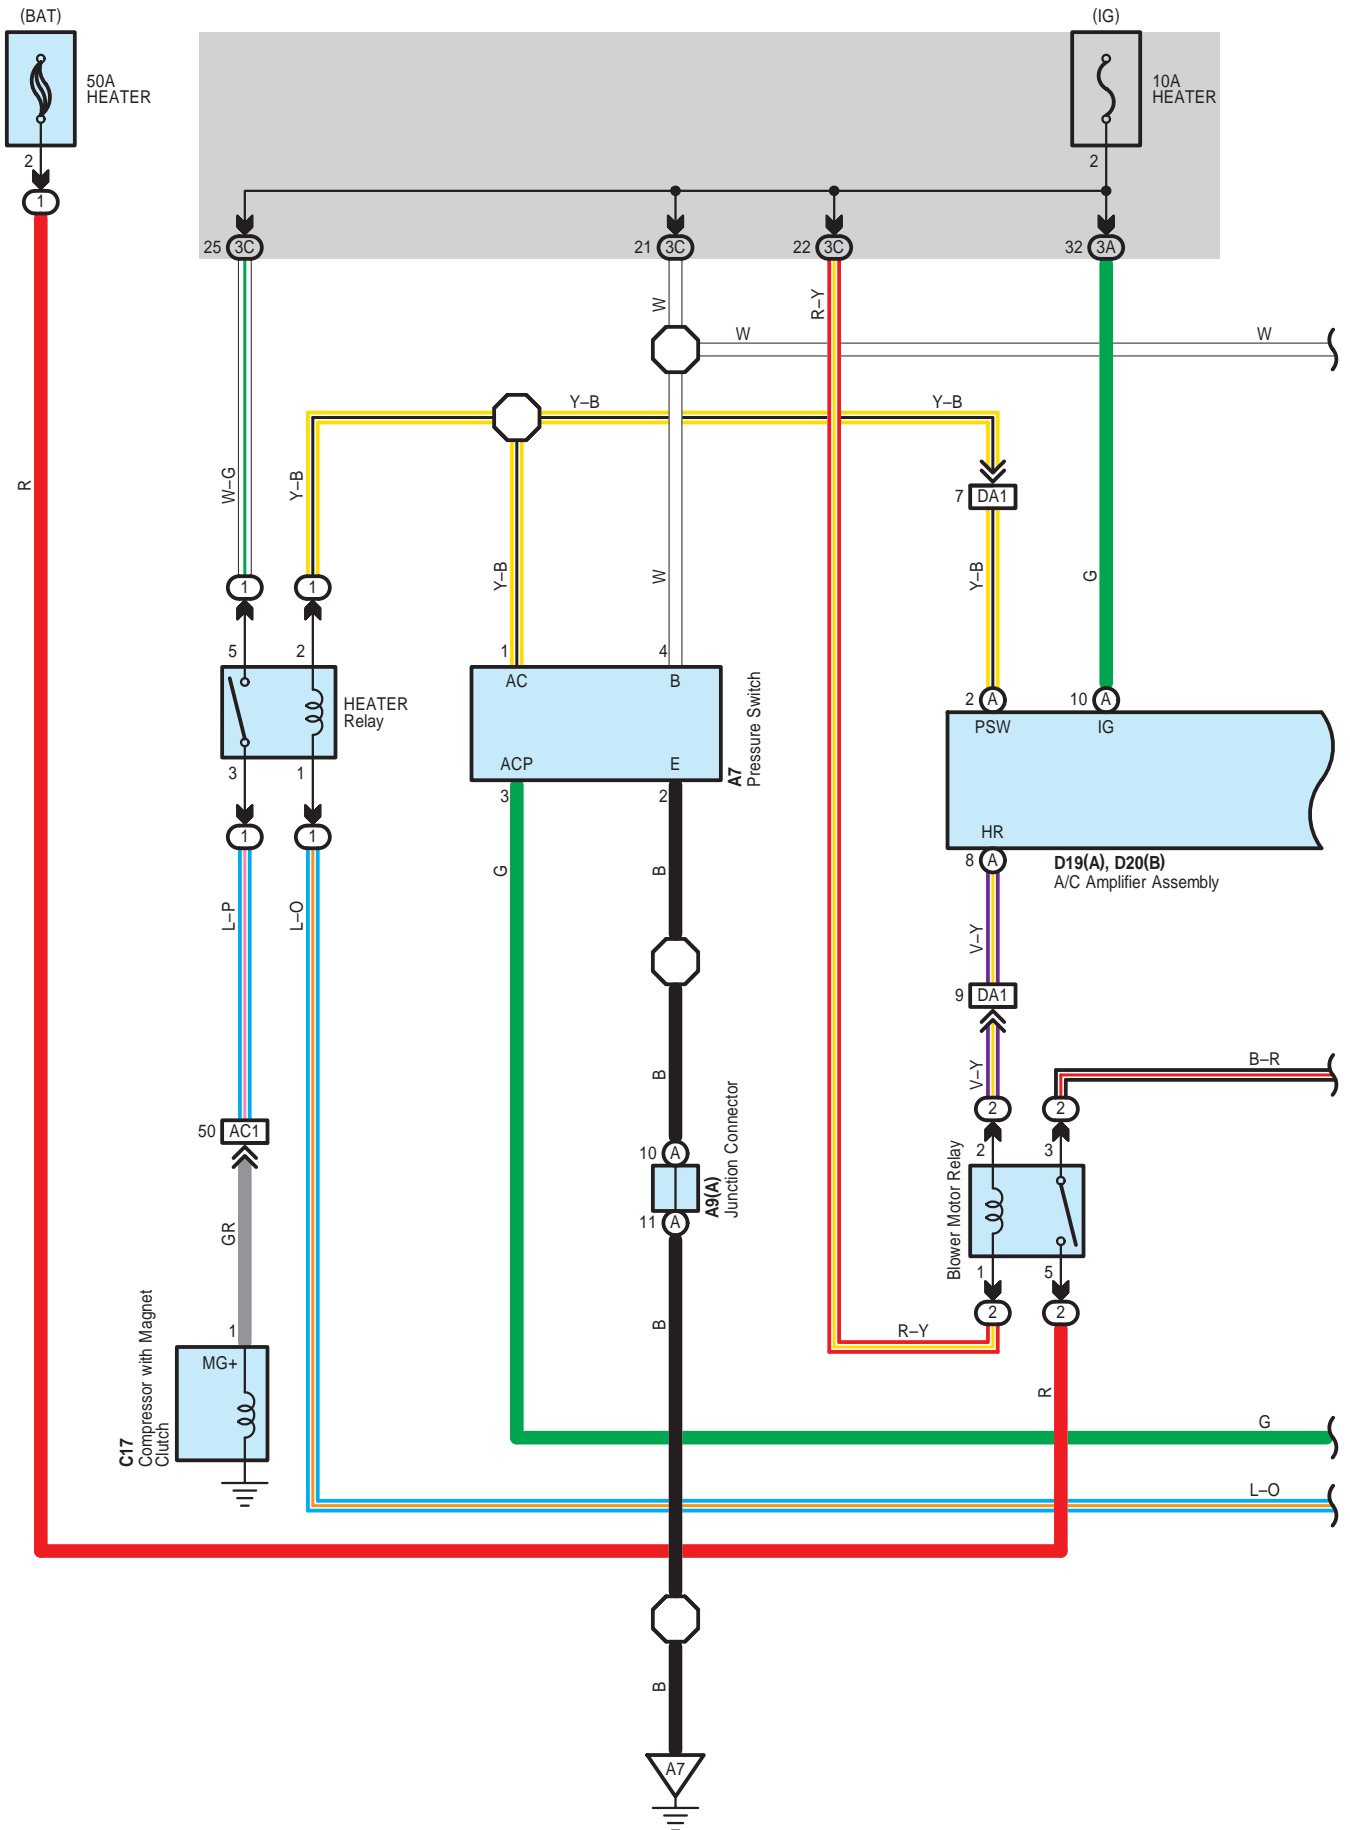 (BAT)
(IG)
50A
HEATER
10A
HEATER
2
2
1
25 3C
21 3C
22 3C
32 3A
W
R–Y
W
W
Y–B
Y–B
R
W–G
Y–B
7 DA1
Y–B
W
Y–B
G
1
1
5
2
1
4
2 A
10 A
HEATER
Relay
AC
B
PSW
IG
A7
Pressure Switch
ACP
E
3
1
3
2
HR
1
1
8 A
D19(A), D20(B)
A/C Amplifier Assembly
G
B
L–P
L–O
V–Y
9 DA1
B–R
B
V–Y
2
2
50 AC1
10 A
2
3
A9(A)
Junction Connector
Blower Motor Relay
11 A
GR
1
5
2
2
1
B
R–Y
MG+
C17
Compressor with Magnet
Clutch
R
G
L–O
B
A7